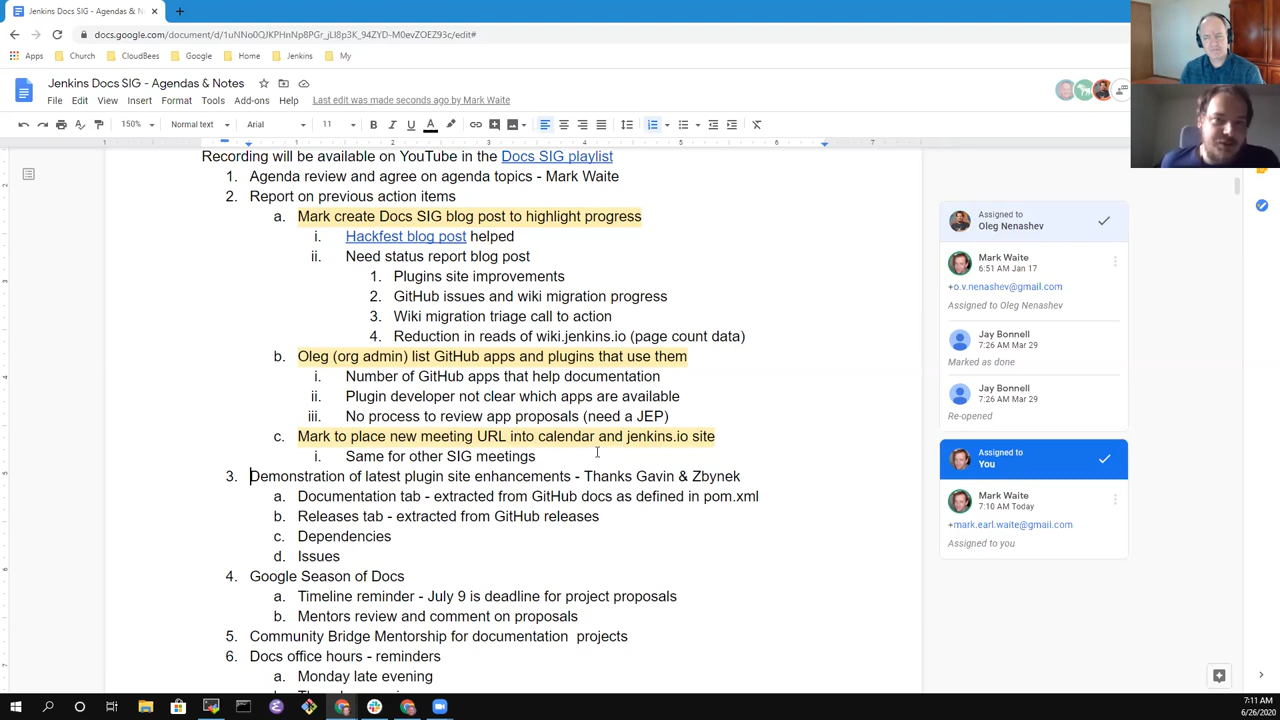 Jenkins Docs SIG - Agendas & N
docs.google.com/document/d/1uNNo0QJKPHnNp8PGr_jLI8p3K_94ZYD-M0evZOEZ93c/edit#
Apps Church CloudBees Google Home Jenkins My
Jenkins Docs SIG - Agendas & Notes
File Edit View Insert Format Tools Add-ons Help Last edit was made seconds ago by Mark Waite
150% Normal text Arial 11
1 1 2 3 4 5 6 7
Recording will be available on YouTube in the Docs SIG playlist
1. Agenda review and agree on agenda topics - Mark Waite
2. Report on previous action items
a. Mark create Docs SIG blog post to highlight progress
i. Hackfest blog post helped
ii. Need status report blog post
1. Plugins site improvements
2. GitHub issues and wiki migration progress
3. Wiki migration triage call to action
4. Reduction in reads of wiki.jenkins.io (page count data)
b. Oleg (org admin) list GitHub apps and plugins that use them
i. Number of GitHub apps that help documentation
ii. Plugin developer not clear which apps are available
iii. No process to review app proposals (need a JEP)
c. Mark to place new meeting URL into calendar and jenkins.io site
i. Same for other SIG meetings
3. Demonstration of latest plugin site enhancements - Thanks Gavin & Zbynek
a. Documentation tab - extracted from GitHub docs as defined in pom.xml
b. Releases tab - extracted from GitHub releases
c. Dependencies
d. Issues
4. Google Season of Docs
a. Timeline reminder - July 9 is deadline for project proposals
b. Mentors review and comment on proposals
5. Community Bridge Mentorship for documentation projects
6. Docs office hours - reminders
a. Monday late evening
Assigned to
Oleg Nenashev
Mark Waite
6:51 AM Jan 17
+o.v.nenashev@gmail.com
Assigned to Oleg Nenashev
Jay Bonnell
7:26 AM Mar 29
Marked as done
Jay Bonnell
7:26 AM Mar 29
Re-opened
Assigned to
You
Mark Waite
7:10 AM Today
+mark.earl.waite@gmail.com
Assigned to you
7:11 AM
6/26/2020